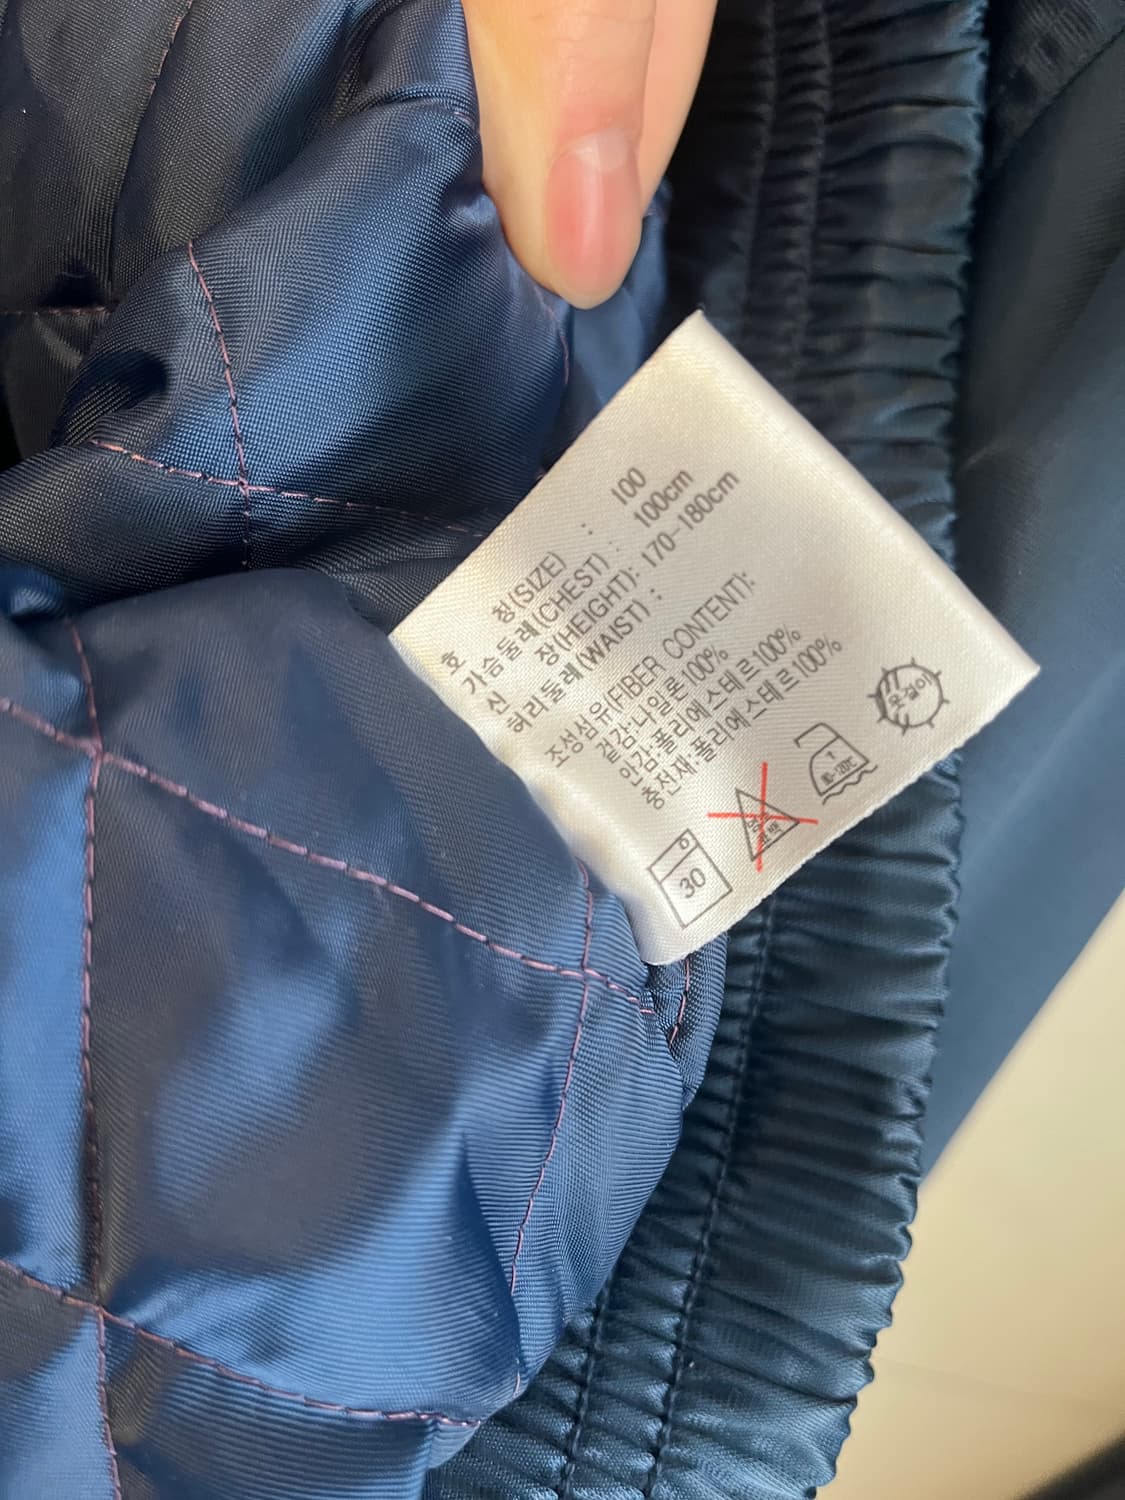 호 칭(SIZE) : 100
가슴둘레(CHEST) : 100cm
신 장(HEIGHT): 170-180cm
허리둘레(WAIST) :
조성섬유(FIBER CONTENT):
겉감:나일론100%
안감:폴리에스테르100%
충전재:폴리에스테르100%
30
옷걸이